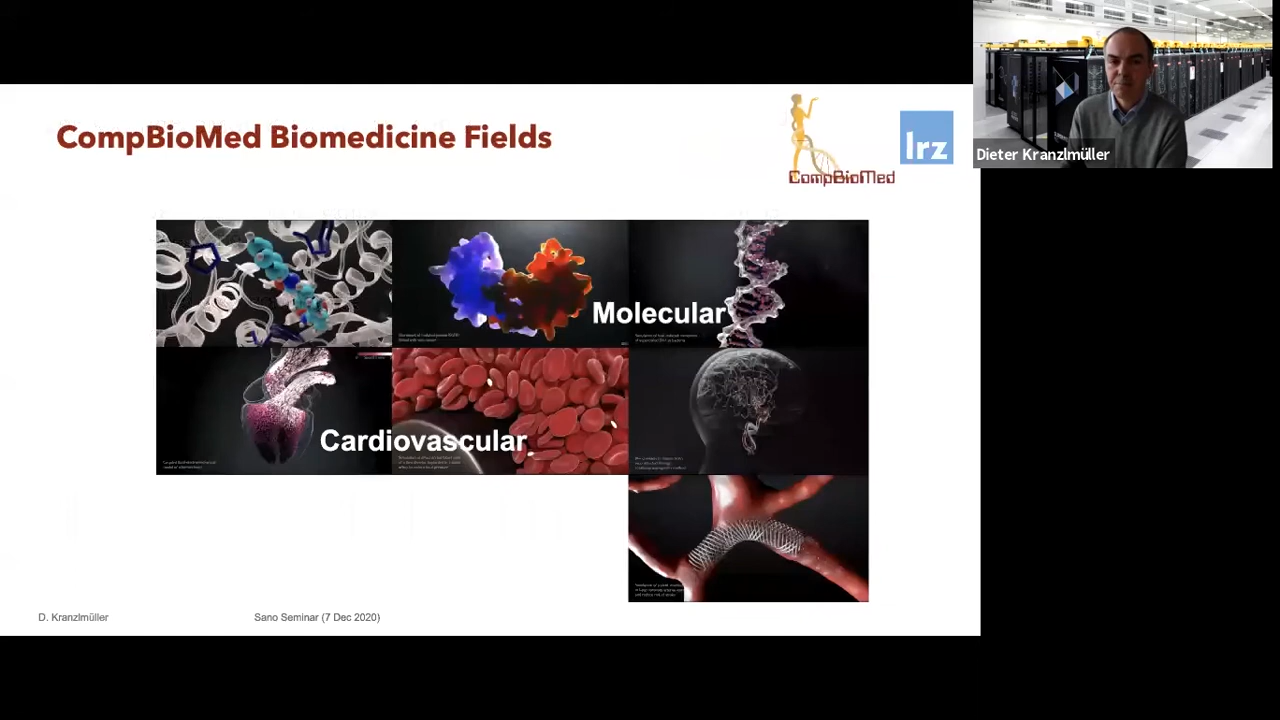 CompBioMed Biomedicine Fields
CompBioMed
lrz
Dieter Kranzlmüller
Molecular
Cardiovascular
D. Kranzlmüller
Sano Seminar (7 Dec 2020)